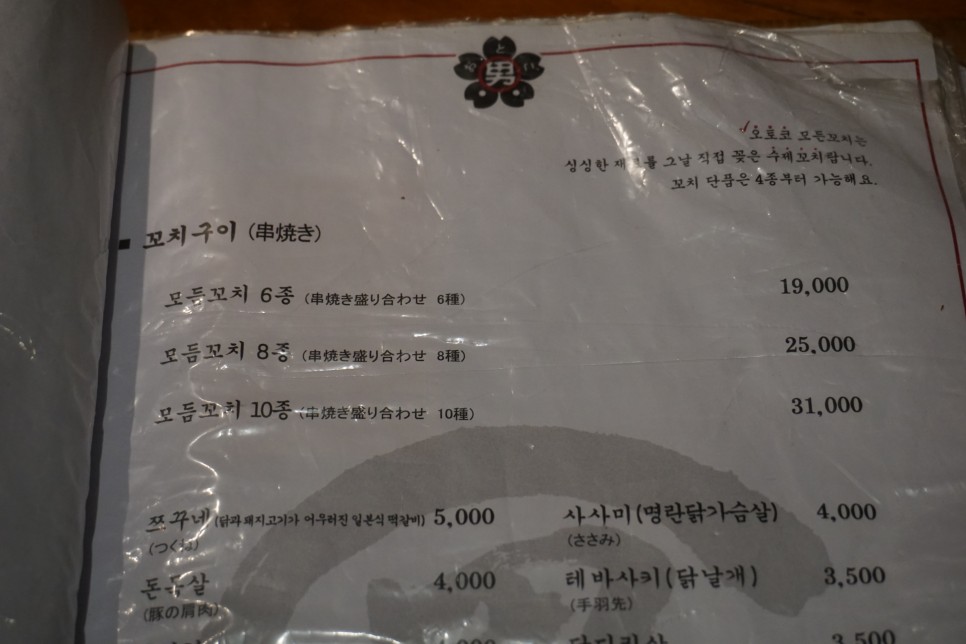 男
오토코 모든꼬치는
싱싱한 재료를 그날 직접 꽂은 수제꼬치랍니다.
꼬치 단품은 4종부터 가능해요.
꼬치구이 (串焼き)
모듬꼬치 6종 (串焼き盛り合わせ 6種) 19,000
모듬꼬치 8종 (串焼き盛り合わせ 8種) 25,000
모듬꼬치 10종 (串焼き盛り合わせ 10種) 31,000
쯔꾸네 (닭과 돼지고기가 어우러진 일본식 떡갈비) 5,000
(つくね)
사사미 (명란닭가슴살) 4,000
(ささみ)
돈등살 4,000
(豚の肩肉)
테바사키 (닭날개) 3,500
(手羽先)
3,500